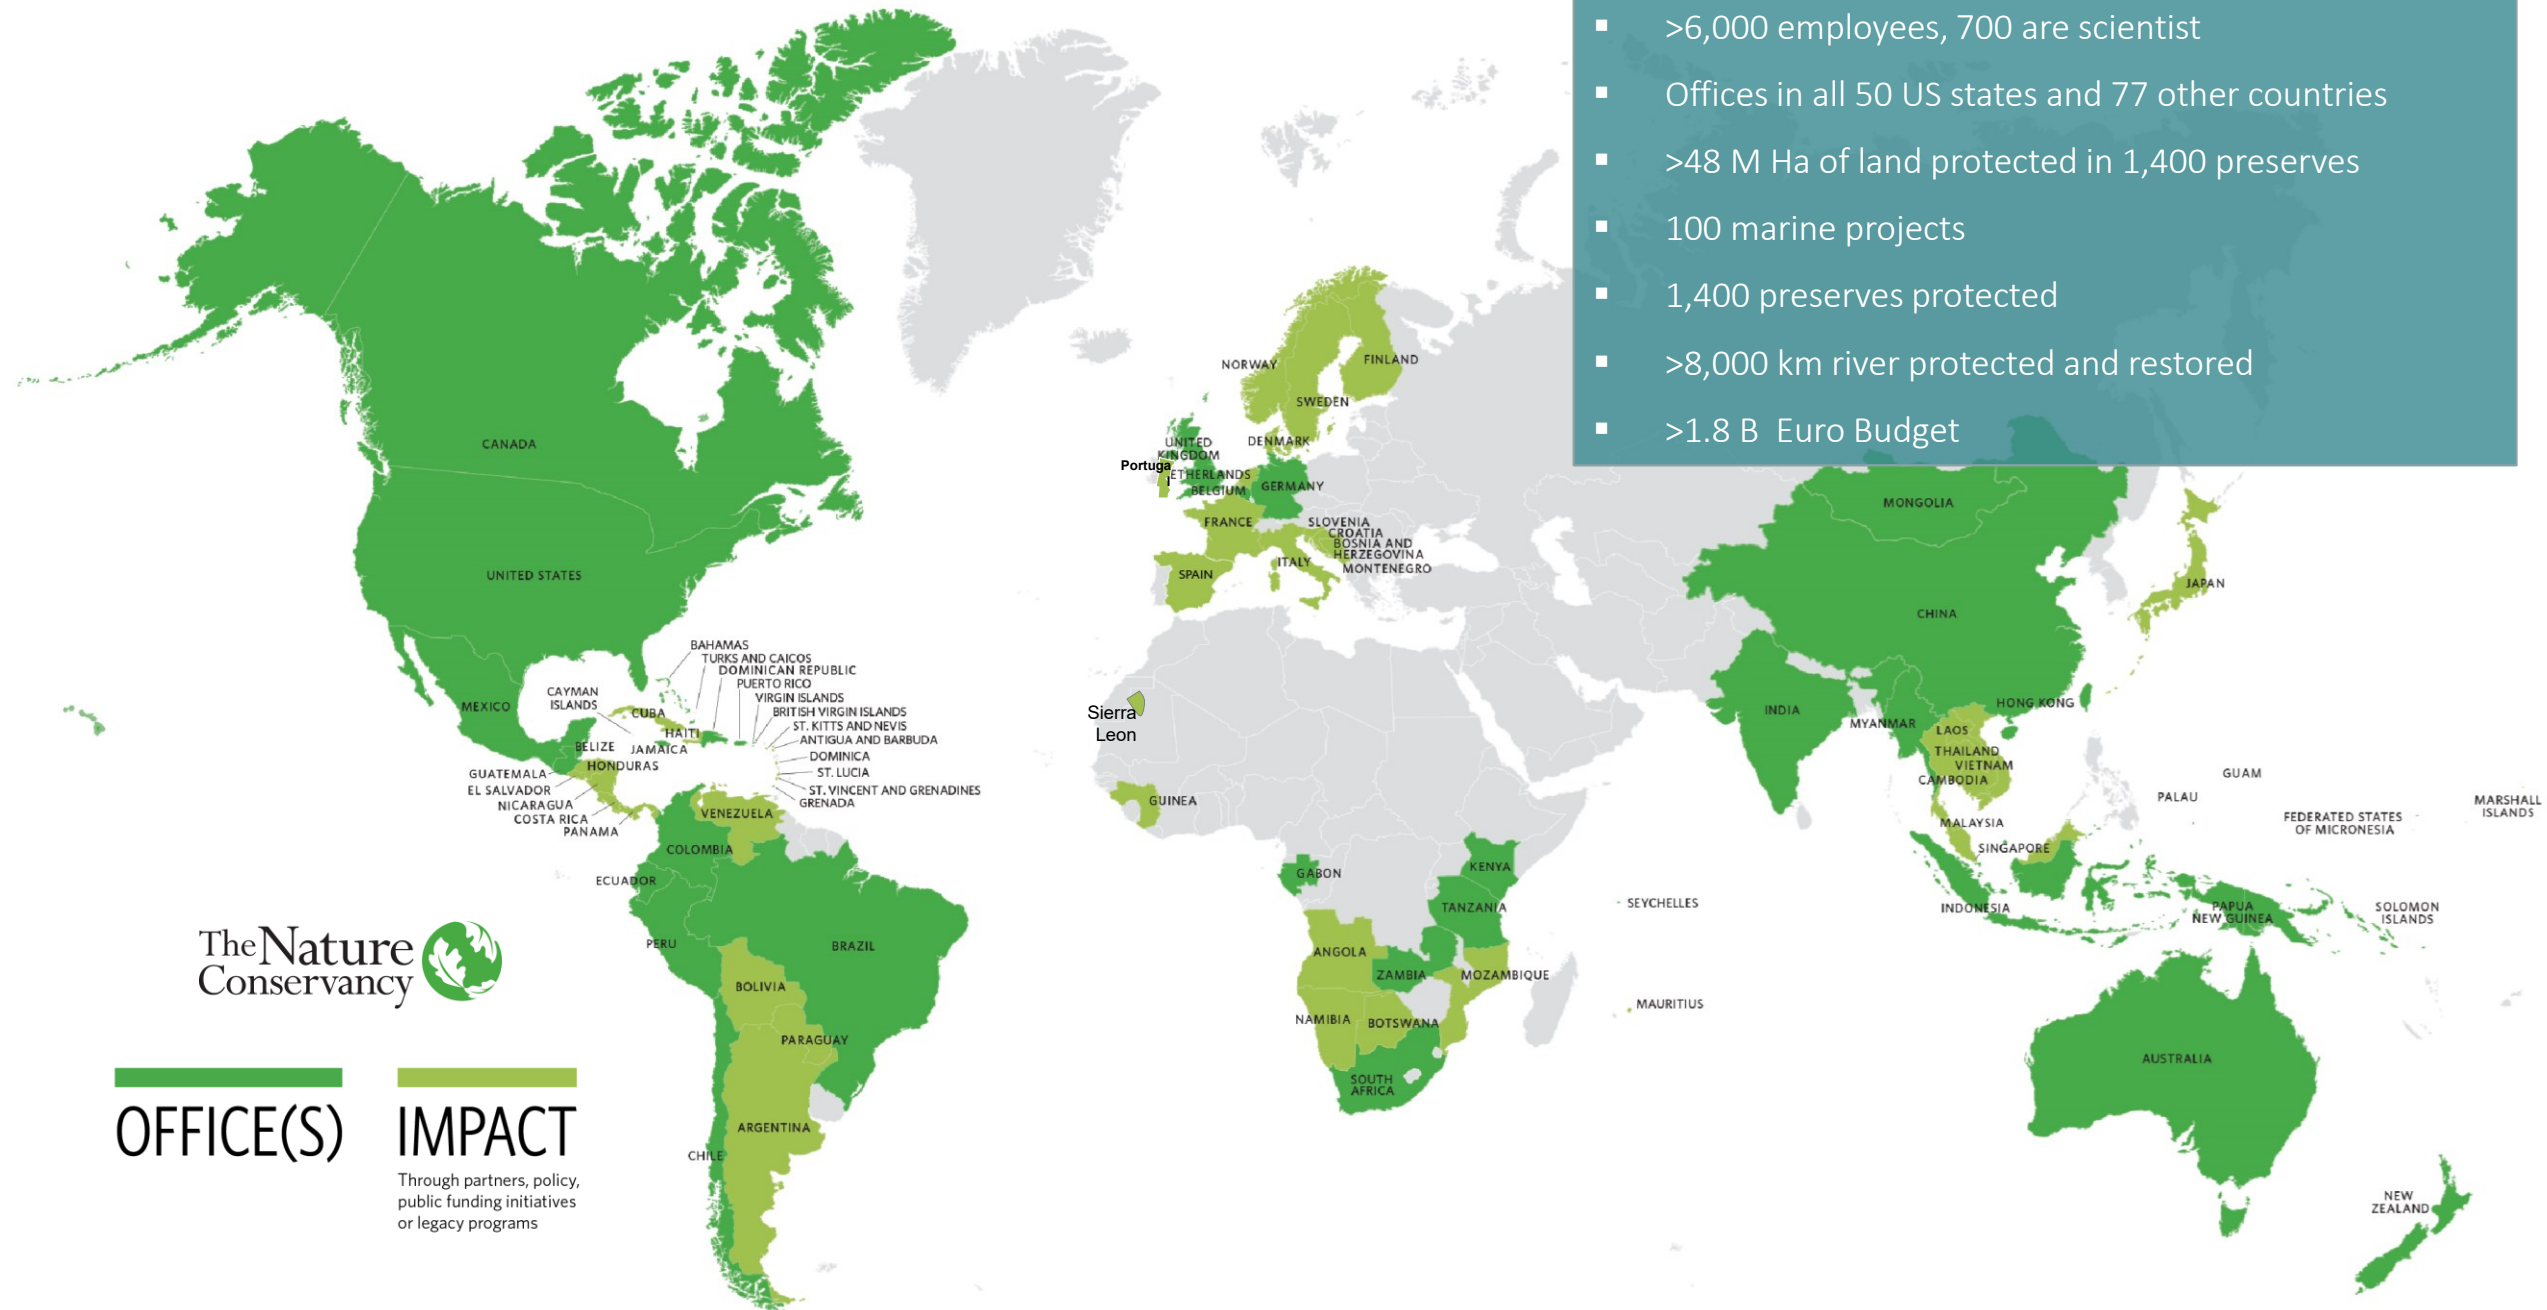 >6,000 employees, 700 are scientist
Offices in all 50 US states and 77 other countries
>48 M Ha of land protected in 1,400 preserves
100 marine projects
1,400 preserves protected
>8,000 km river protected and restored
>1.8 B Euro Budget
NORWAY
FINLAND
SWEDEN
DENMARK
UNITED
KINGDOM
Portuga
l
ETHERLANDS
BELGIUM
GERMANY
FRANCE
SLOVENIA
CROATIA
BOSNIA AND
HERZEGOVINA
MONTENEGRO
ITALY
SPAIN
CANADA
UNITED STATES
MEXICO
BAHAMAS
TURKS AND CAICOS
DOMINICAN REPUBLIC
PUERTO RICO
VIRGIN ISLANDS
BRITISH VIRGIN ISLANDS
ST. KITTS AND NEVIS
ANTIGUA AND BARBUDA
DOMINICA
ST. LUCIA
ST. VINCENT AND GRENADINES
GRENADA
CAYMAN
ISLANDS
CUBA
HAITI
JAMAICA
BELIZE
HONDURAS
GUATEMALA
EL SALVADOR
NICARAGUA
COSTA RICA
PANAMA
VENEZUELA
COLOMBIA
ECUADOR
PERU
BRAZIL
BOLIVIA
PARAGUAY
ARGENTINA
CHILE
Sierra
Leon
GUINEA
GABON
KENYA
TANZANIA
ANGOLA
ZAMBIA
MOZAMBIQUE
NAMIBIA
BOTSWANA
SOUTH
AFRICA
SEYCHELLES
MAURITIUS
MONGOLIA
CHINA
JAPAN
INDIA
HONG KONG
MYANMAR
LAOS
THAILAND
VIETNAM
CAMBODIA
MALAYSIA
SINGAPORE
INDONESIA
PALAU
GUAM
FEDERATED STATES
OF MICRONESIA
MARSHALL
ISLANDS
PAPUA
NEW GUINEA
SOLOMON
ISLANDS
AUSTRALIA
NEW
ZEALAND
The Nature
Conservancy
OFFICE(S)
IMPACT
Through partners, policy,
public funding initiatives
or legacy programs